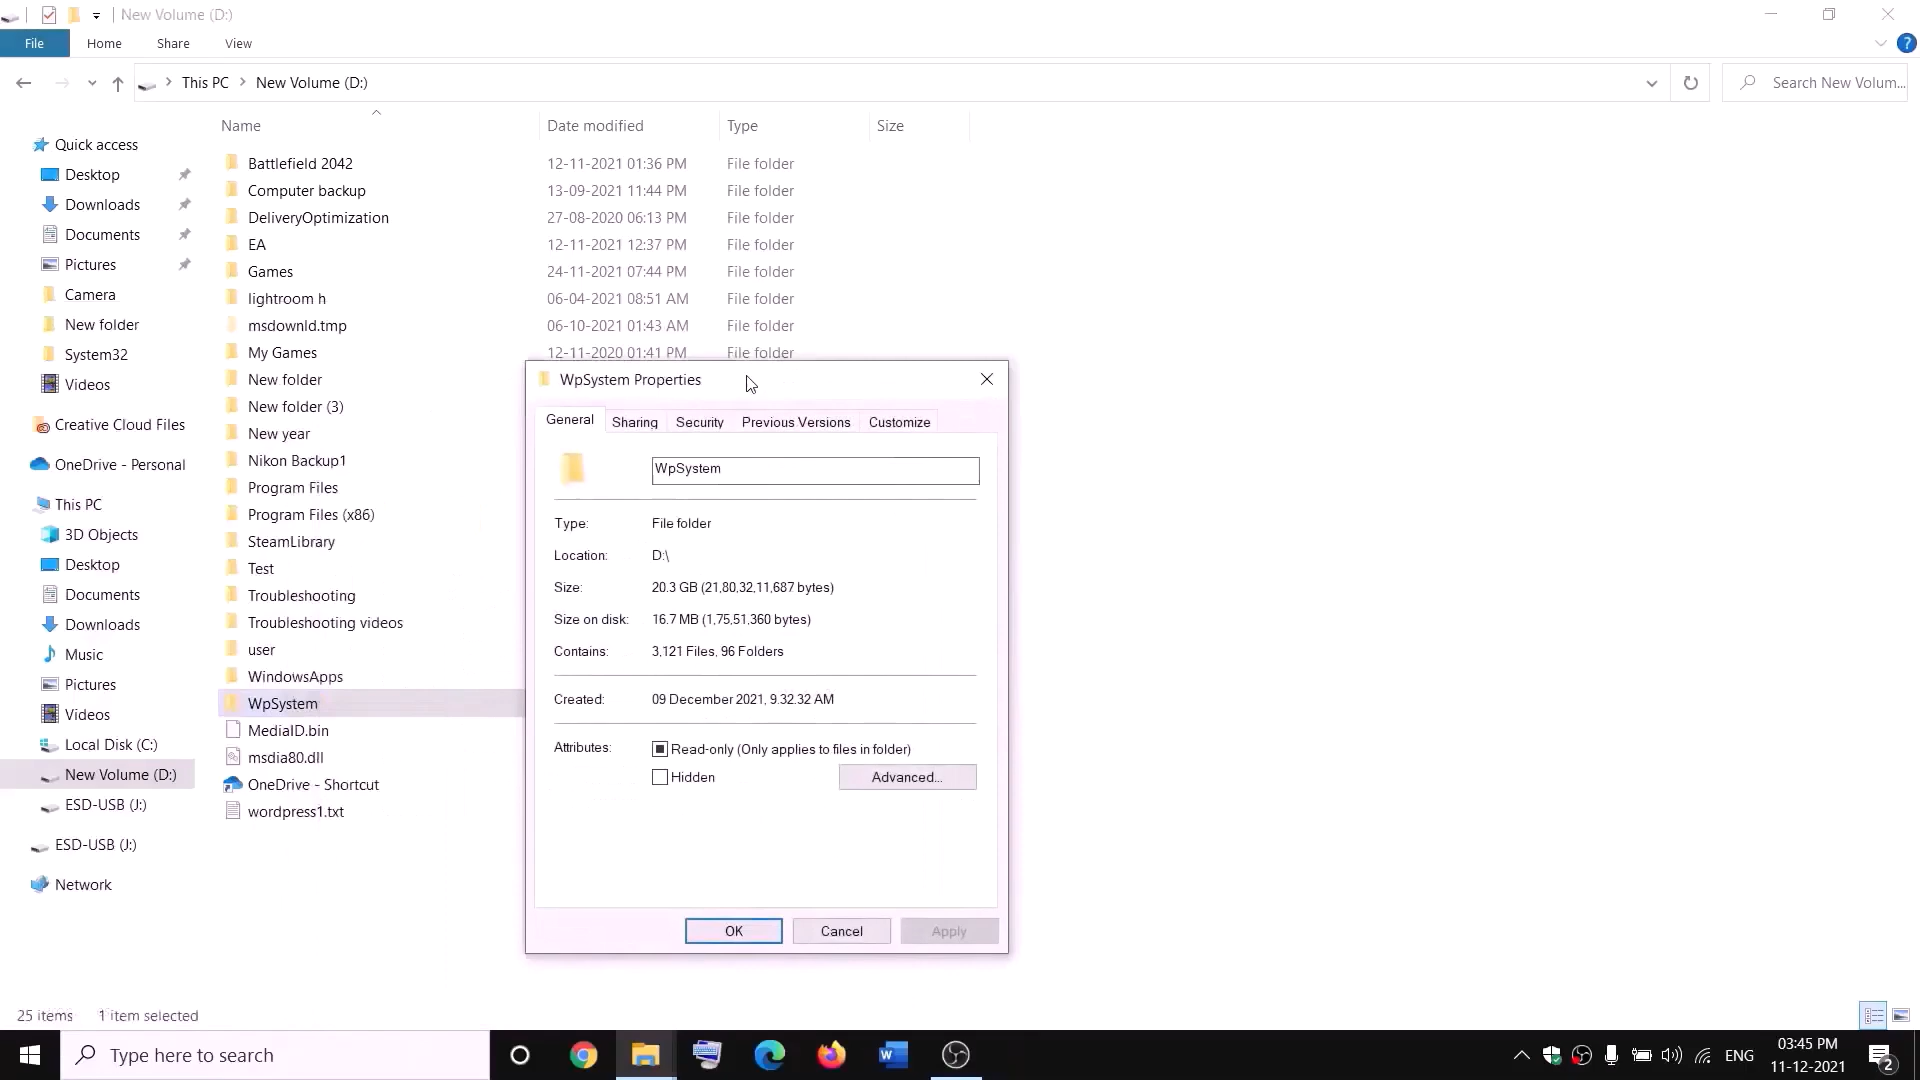 New Volume (D:)
File Home Share View
This PC New Volume (D:) Search New Volum...
Name Date modified Type Size
Quick access
Desktop
Downloads
Documents
Pictures
Camera
New folder
System32
Videos
Creative Cloud Files
OneDrive - Personal
This PC
3D Objects
Desktop
Documents
Downloads
Music
Pictures
Videos
Local Disk (C:)
New Volume (D:)
ESD-USB (J:)
ESD-USB (J:)
Network
Battlefield 2042 12-11-2021 01:36 PM File folder
Computer backup 13-09-2021 11:44 PM File folder
DeliveryOptimization 27-08-2020 06:13 PM File folder
EA 12-11-2021 12:37 PM File folder
Games 24-11-2021 07:44 PM File folder
lightroom h 06-04-2021 08:51 AM File folder
msdownld.tmp 06-10-2021 01:43 AM File folder
My Games 12-11-2020 01:41 PM File folder
New folder
New folder (3)
New year
Nikon Backup1
Program Files
Program Files (x86)
SteamLibrary
Test
Troubleshooting
Troubleshooting videos
user
WindowsApps
WpSystem
MediaID.bin
msdia80.dll
OneDrive - Shortcut
wordpress1.txt
WpSystem Properties
General Sharing Security Previous Versions Customize
WpSystem
Type: File folder
Location: D:\
Size: 20.3 GB (21,80,32,11,687 bytes)
Size on disk: 16.7 MB (1,75,51,360 bytes)
Contains: 3,121 Files, 96 Folders
Created: 09 December 2021, 9.32.32 AM
Attributes: Read-only (Only applies to files in folder)
Hidden Advanced...
OK Cancel Apply
25 items 1 item selected
Type here to search
ENG 03:45 PM
11-12-2021
2